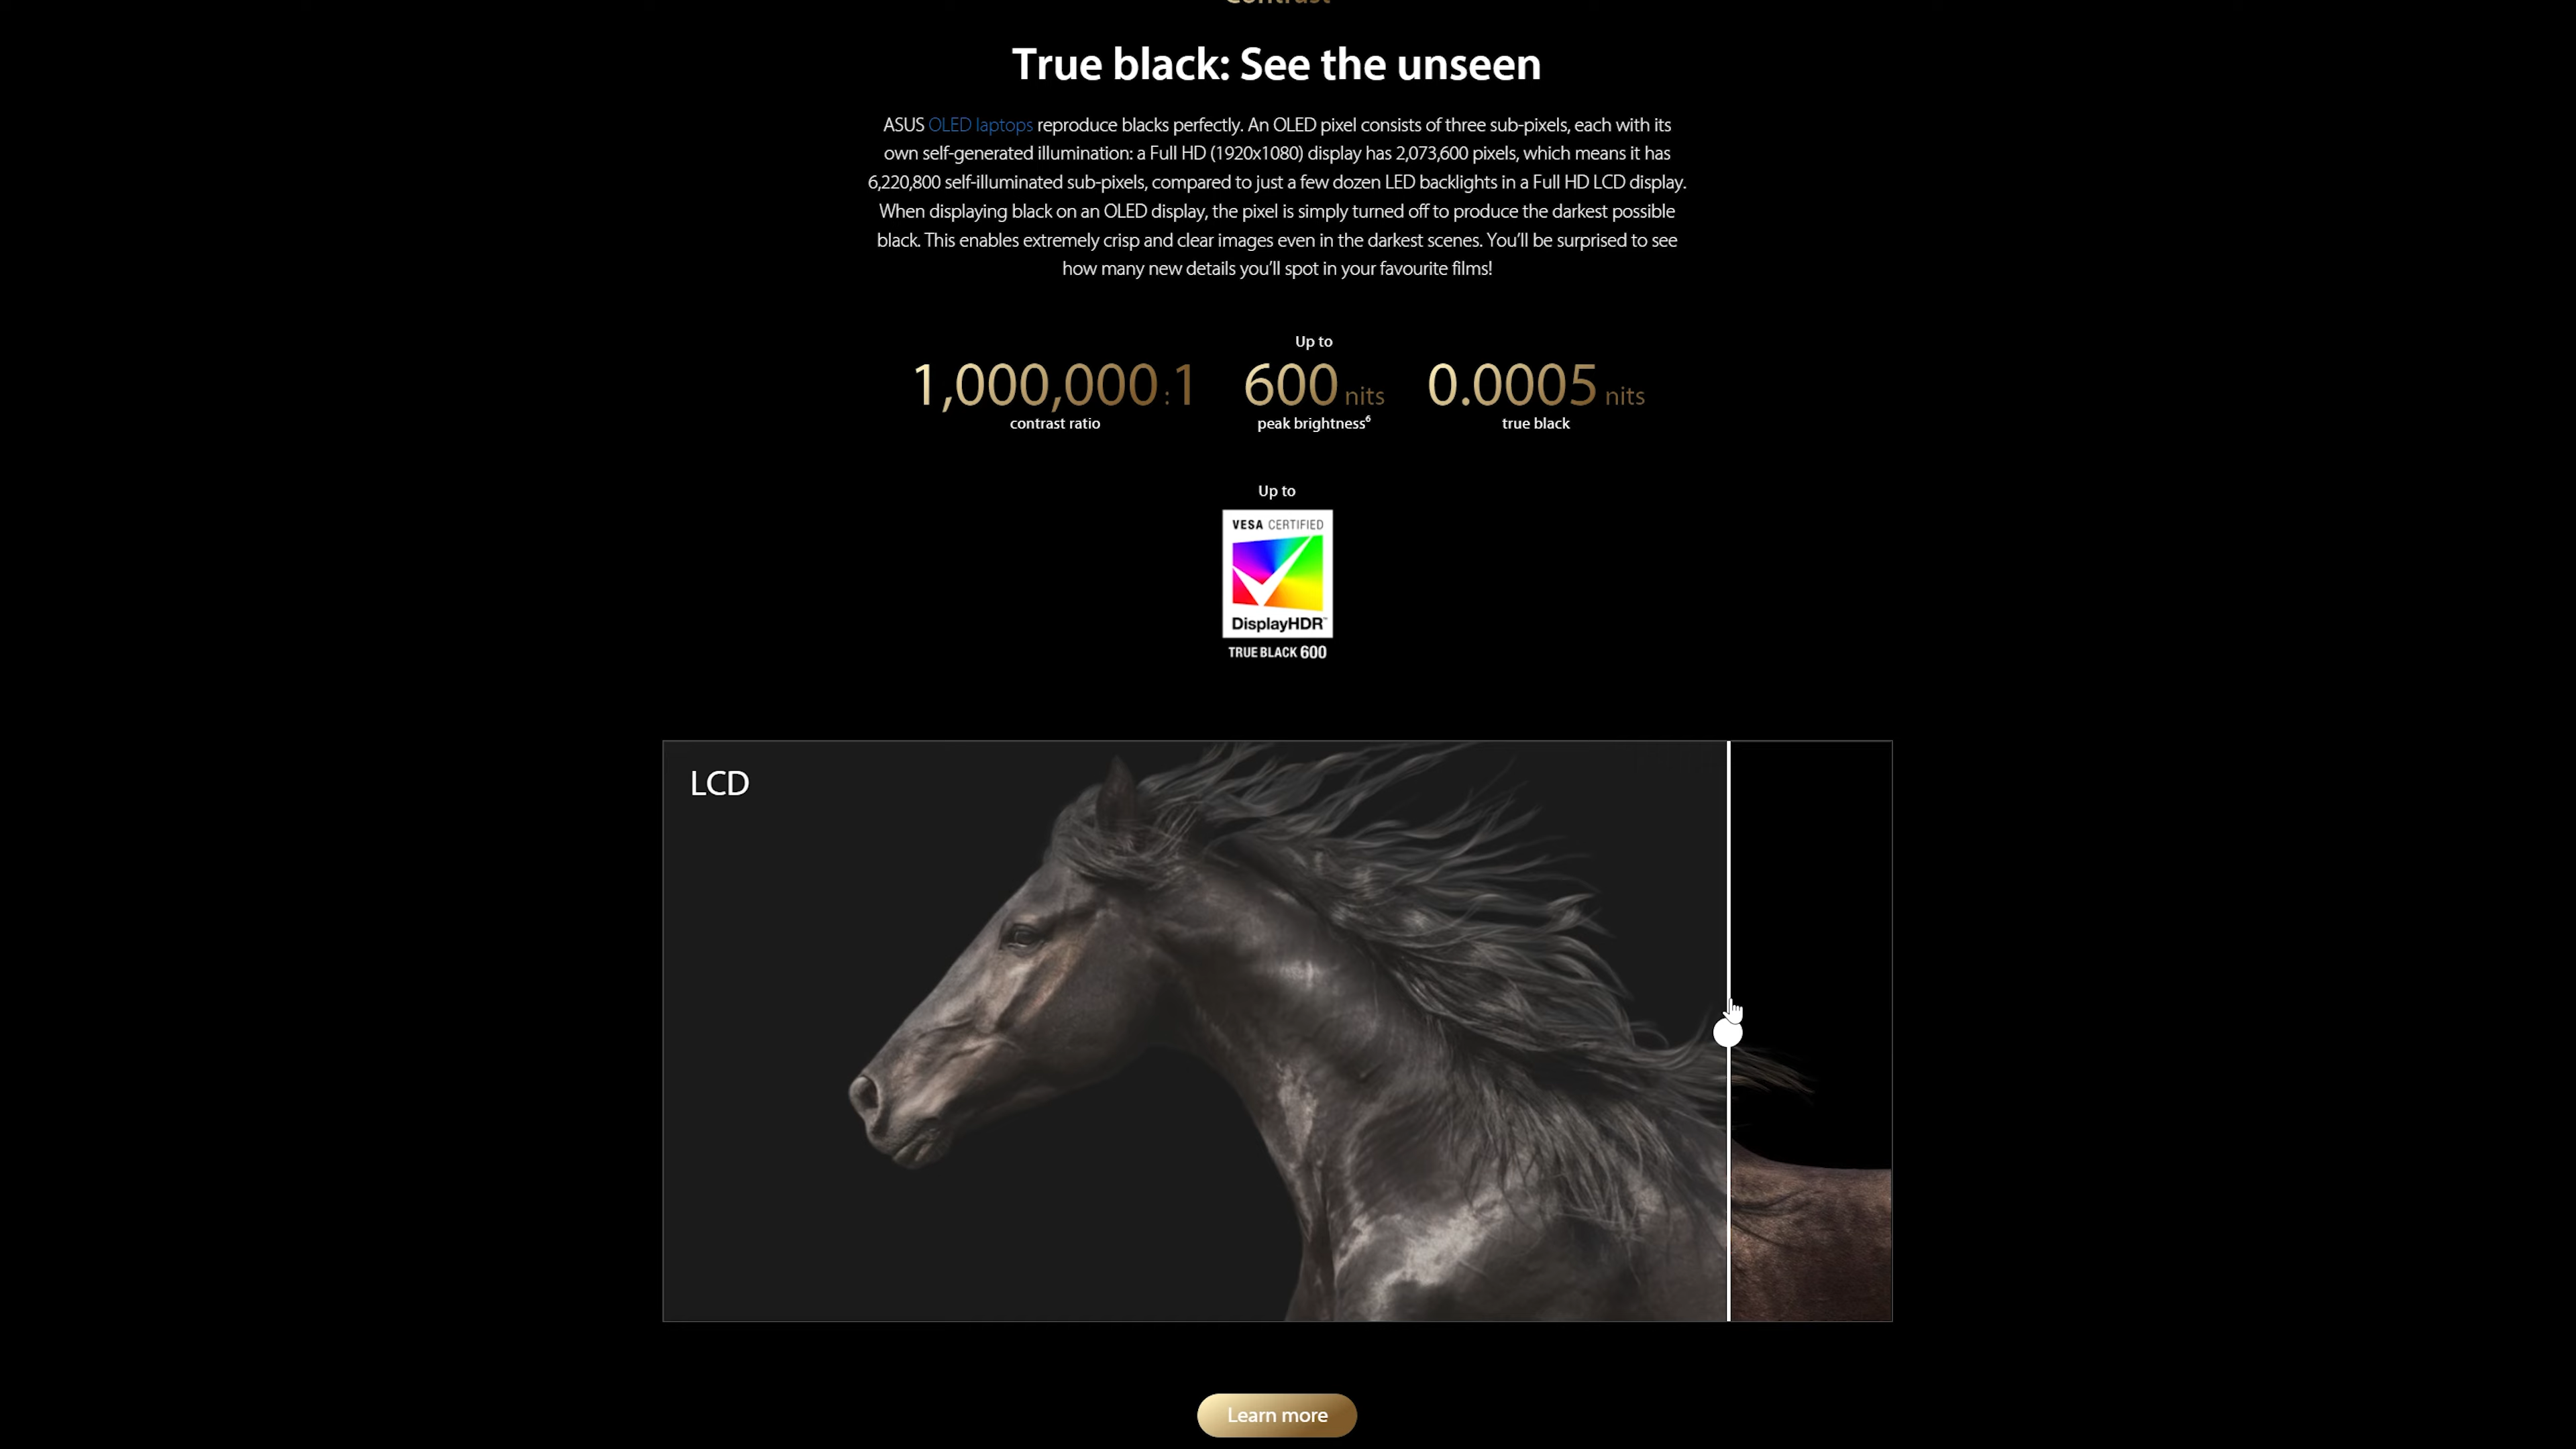 Contrast
True black: See the unseen
ASUS OLED laptops reproduce blacks perfectly. An OLED pixel consists of three sub-pixels, each with its
own self-generated illumination: a Full HD (1920x1080) display has 2,073,600 pixels, which means it has
6,220,800 self-illuminated sub-pixels, compared to just a few dozen LED backlights in a Full HD LCD display.
When displaying black on an OLED display, the pixel is simply turned off to produce the darkest possible
black. This enables extremely crisp and clear images even in the darkest scenes. You'll be surprised to see
how many new details you'll spot in your favourite films!
Up to
1,000,000:1 600 nits 0.0005 nits
contrast ratio peak brightness⁶ true black
Up to
VESA CERTIFIED
DisplayHDR™
TRUE BLACK 600
LCD
Learn more